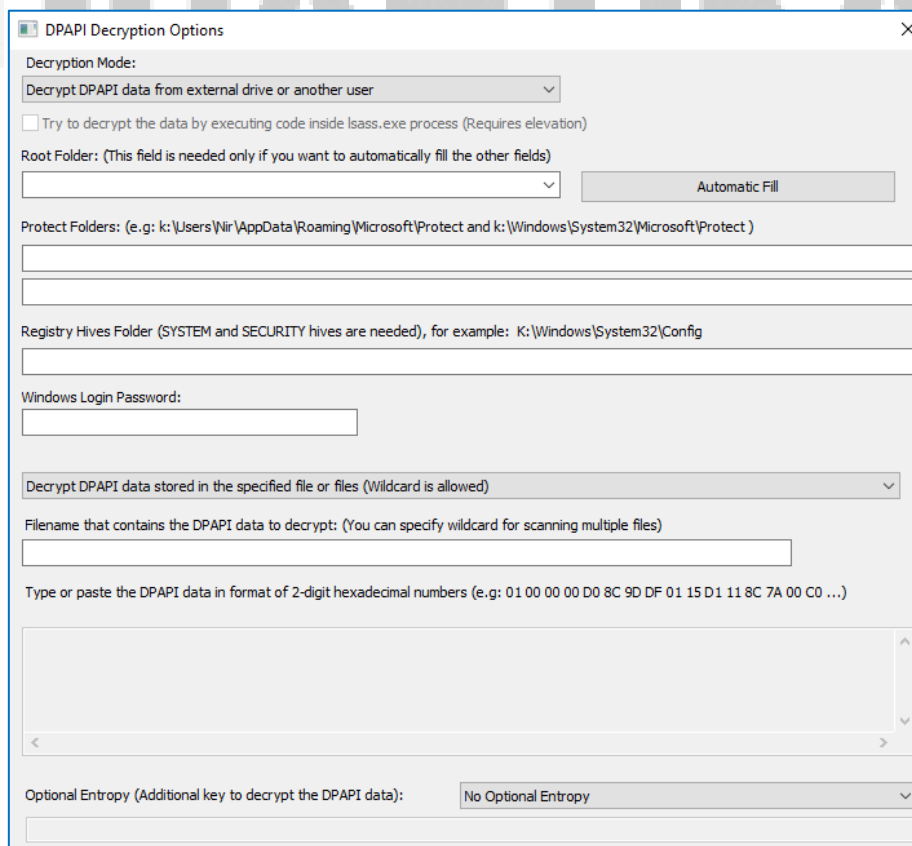 DPAPI Decryption Options
Decryption Mode:
Decrypt DPAPI data from external drive or another user
Try to decrypt the data by executing code inside lsass.exe process (Requires elevation)
Root Folder: (This field is needed only if you want to automatically fill the other fields)
Automatic Fill
Protect Folders: (e.g: k:\Users\Nir\AppData\Roaming\Microsoft\Protect and k:\Windows\System32\Microsoft\Protect )
Registry Hives Folder (SYSTEM and SECURITY hives are needed), for example: K:\Windows\System32\Config
Windows Login Password:
Decrypt DPAPI data stored in the specified file or files (Wildcard is allowed)
Filename that contains the DPAPI data to decrypt: (You can specify wildcard for scanning multiple files)
Type or paste the DPAPI data in format of 2-digit hexadecimal numbers (e.g: 01 00 00 00 D0 8C 9D DF 01 15 D1 11 8C 7A 00 C0 ...)
Optional Entropy (Additional key to decrypt the DPAPI data): No Optional Entropy